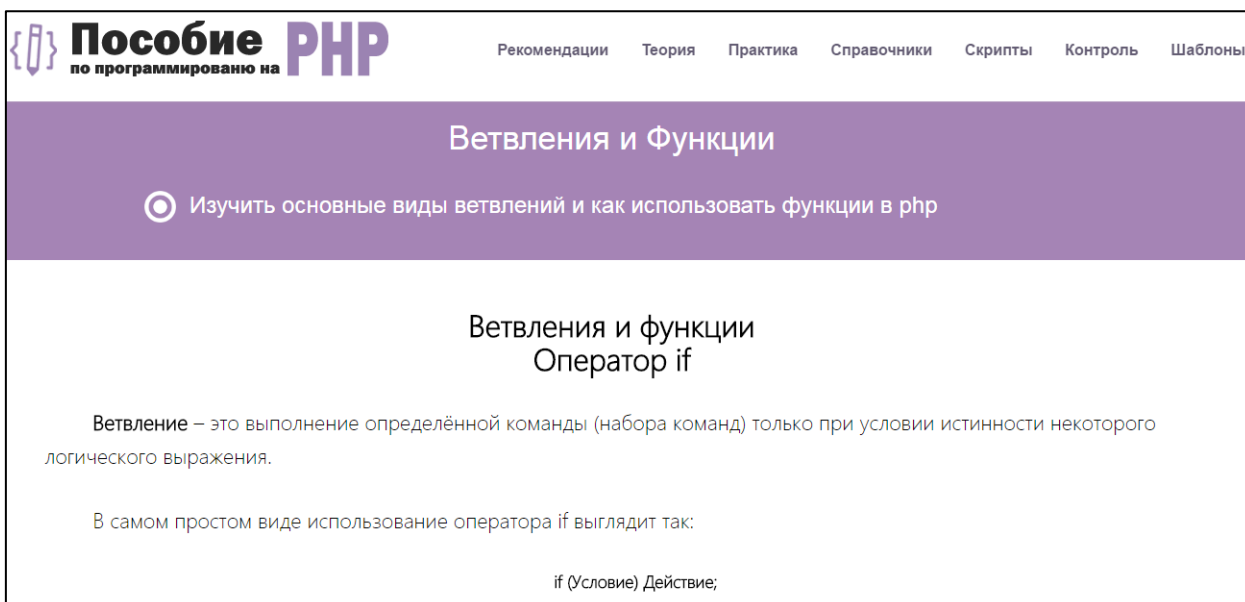 Пособие PHP
по программированю на
Рекомендации Теория Практика Справочники Скрипты Контроль Шаблоны
Ветвления и Функции
Изучить основные виды ветвлений и как использовать функции в php
Ветвления и функции
Оператор if
Ветвление – это выполнение определённой команды (набора команд) только при условии истинности некоторого
логического выражения.
В самом простом виде использование оператора if выглядит так:
if (Условие) Действие;